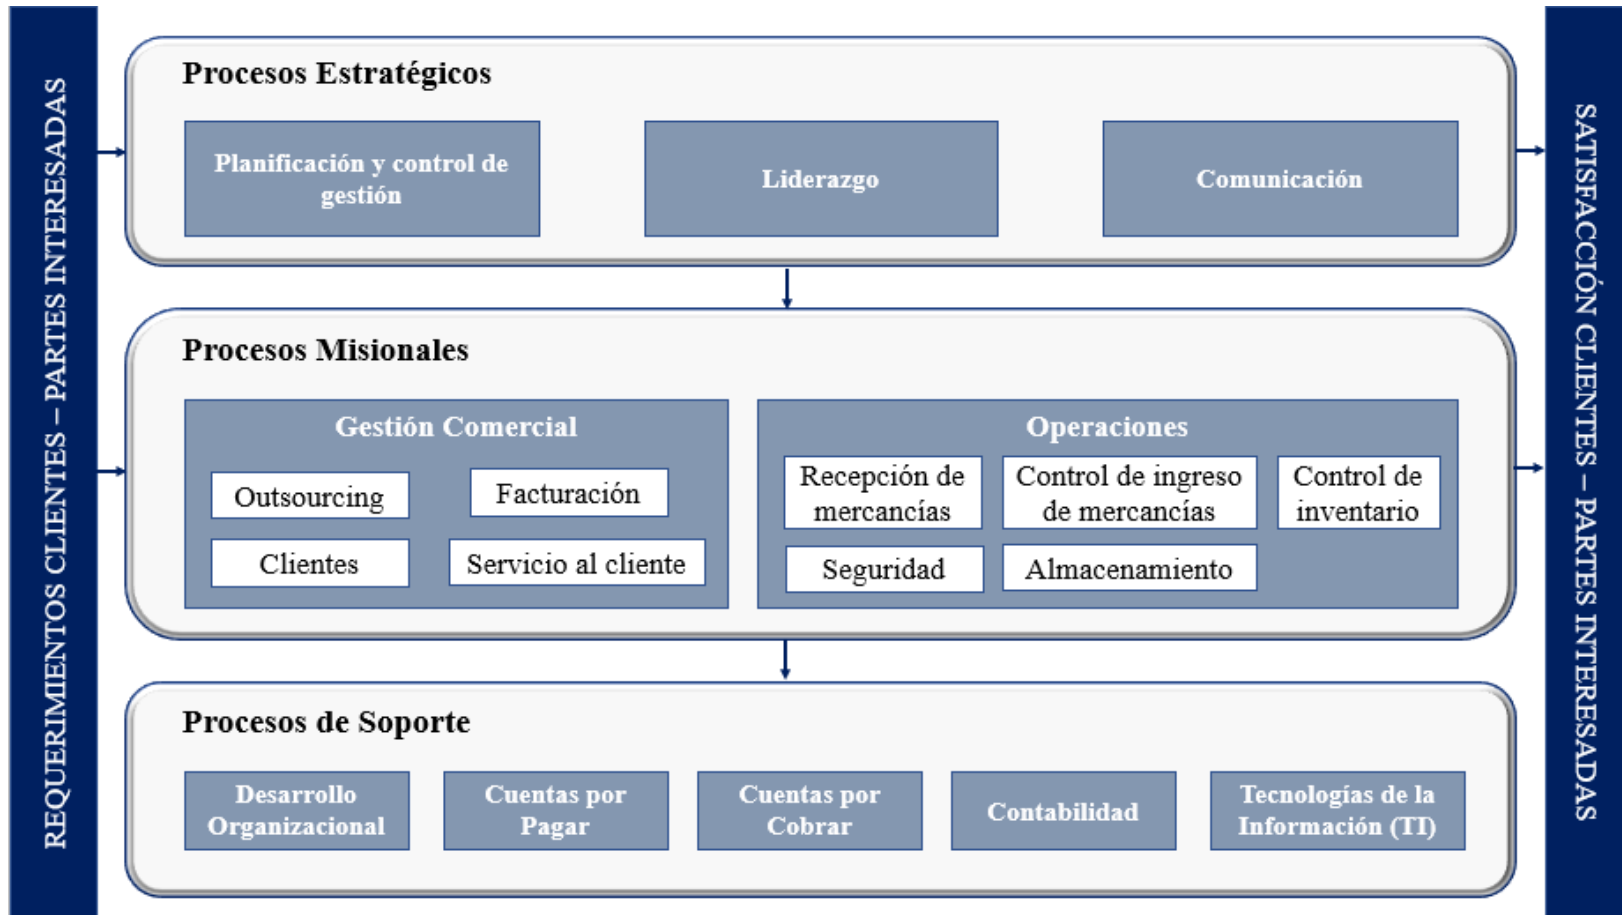 REQUERIMIENTOS CLIENTES – PARTES INTERESADAS
Procesos Estratégicos
Planificación y control de
gestión
Liderazgo
Comunicación
Procesos Misionales
Gestión Comercial
Outsourcing
Facturación
Clientes
Servicio al cliente
Operaciones
Recepción de
mercancías
Control de ingreso
de mercancías
Control de
inventario
Seguridad
Almacenamiento
Procesos de Soporte
Desarrollo
Organizacional
Cuentas por
Pagar
Cuentas por
Cobrar
Contabilidad
Tecnologías de la
Información (TI)
SATISFACCIÓN CLIENTES – PARTES INTERESADAS